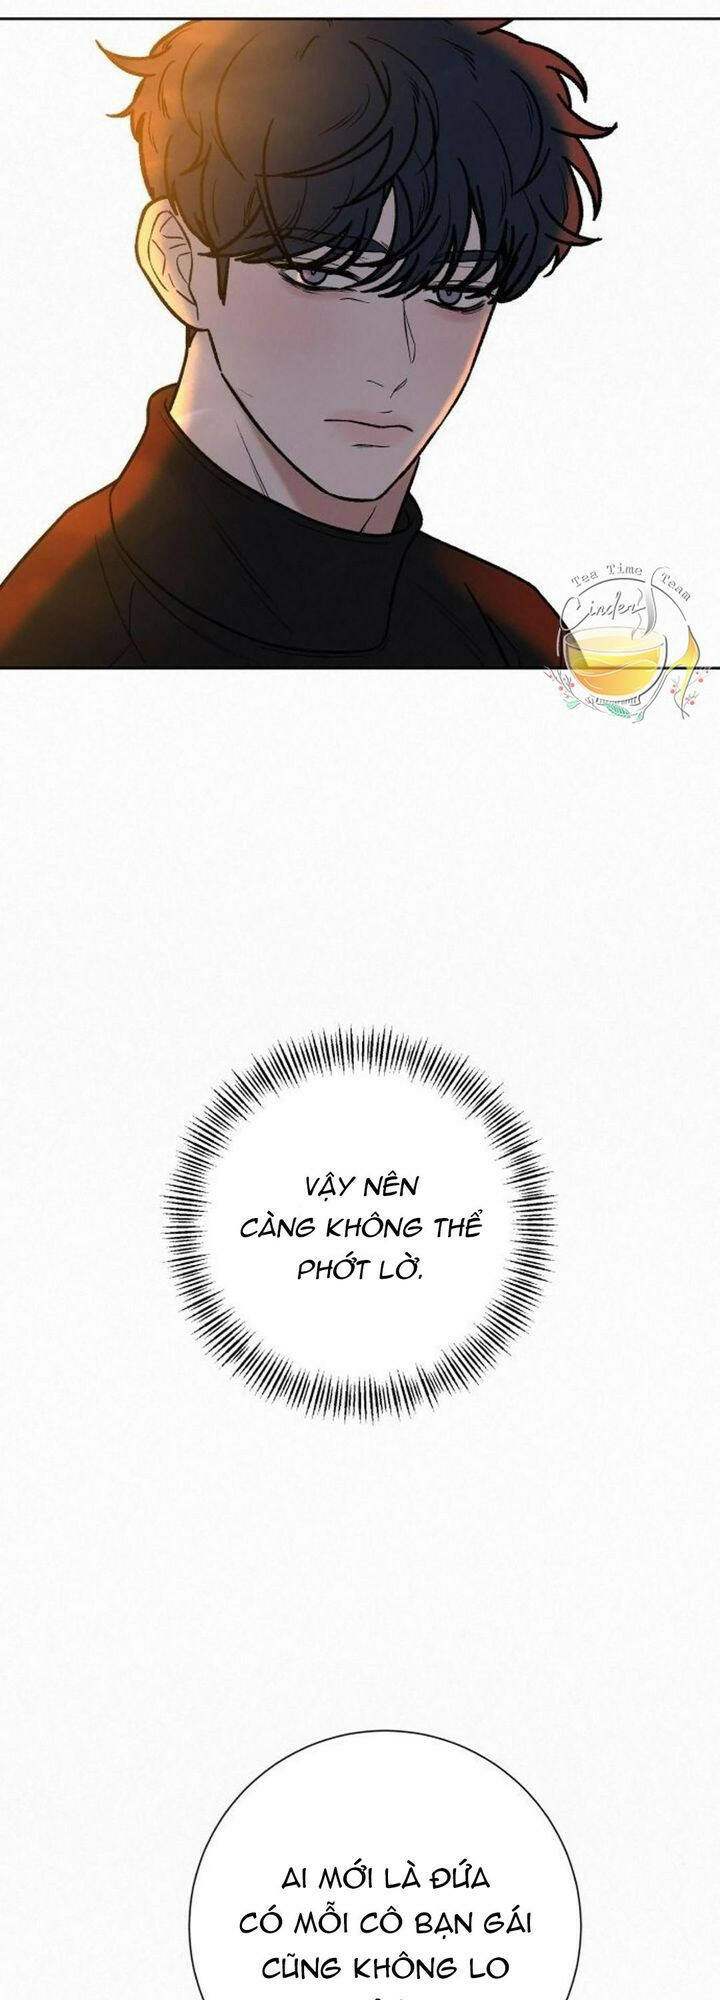 Tea Time Team
Cinder
VẬY NÊN
CÀNG KHÔNG THỂ
PHỚT LỜ.
AI MỚI LÀ ĐỨA
CÓ MỖI CÔ BẠN GÁI
CŨNG KHÔNG LO